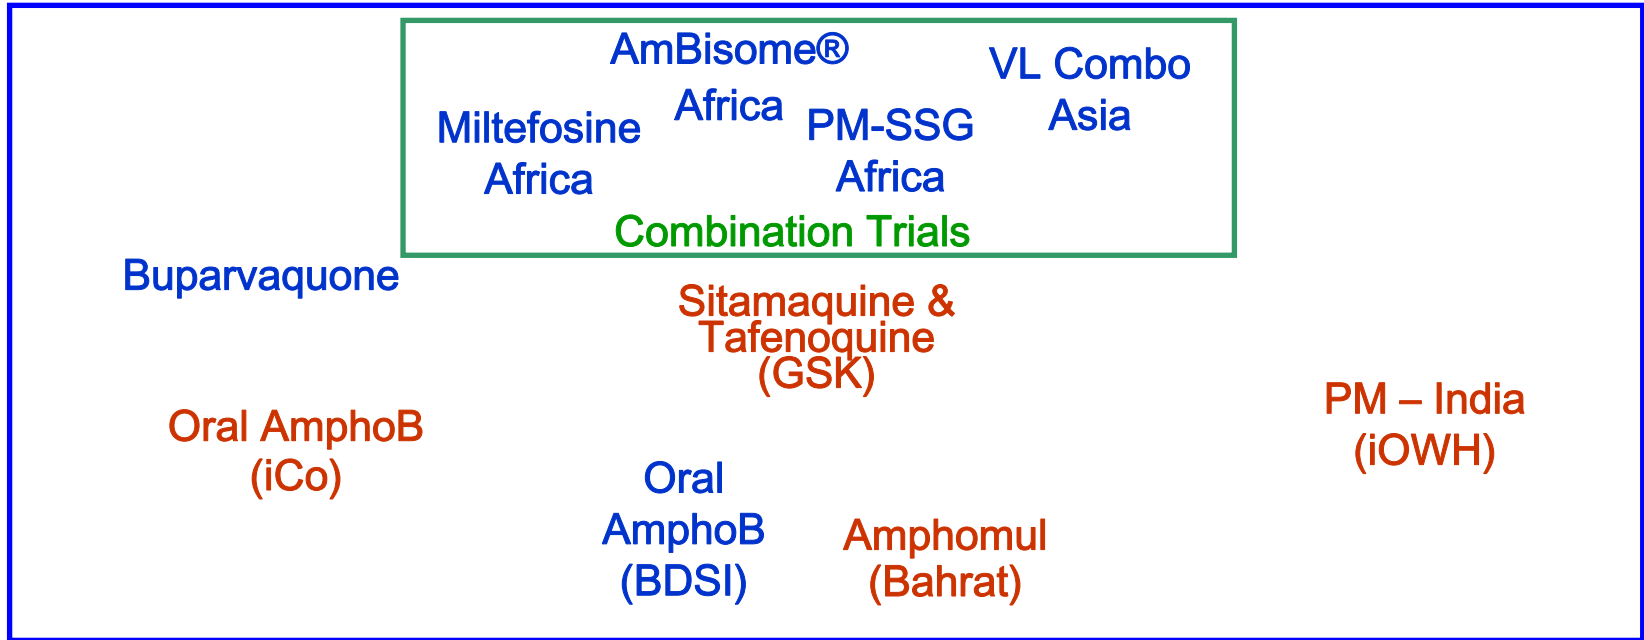 AmBisome®
Africa
VL Combo
Asia
Miltefosine
Africa
PM-SSG
Africa
Combination Trials
Buparvaquone
Sitamaquine &
Tafenoquine
(GSK)
Oral AmphoB
(iCo)
PM – India
(iOWH)
Oral
AmphoB
(BDSI)
Amphomul
(Bahrat)